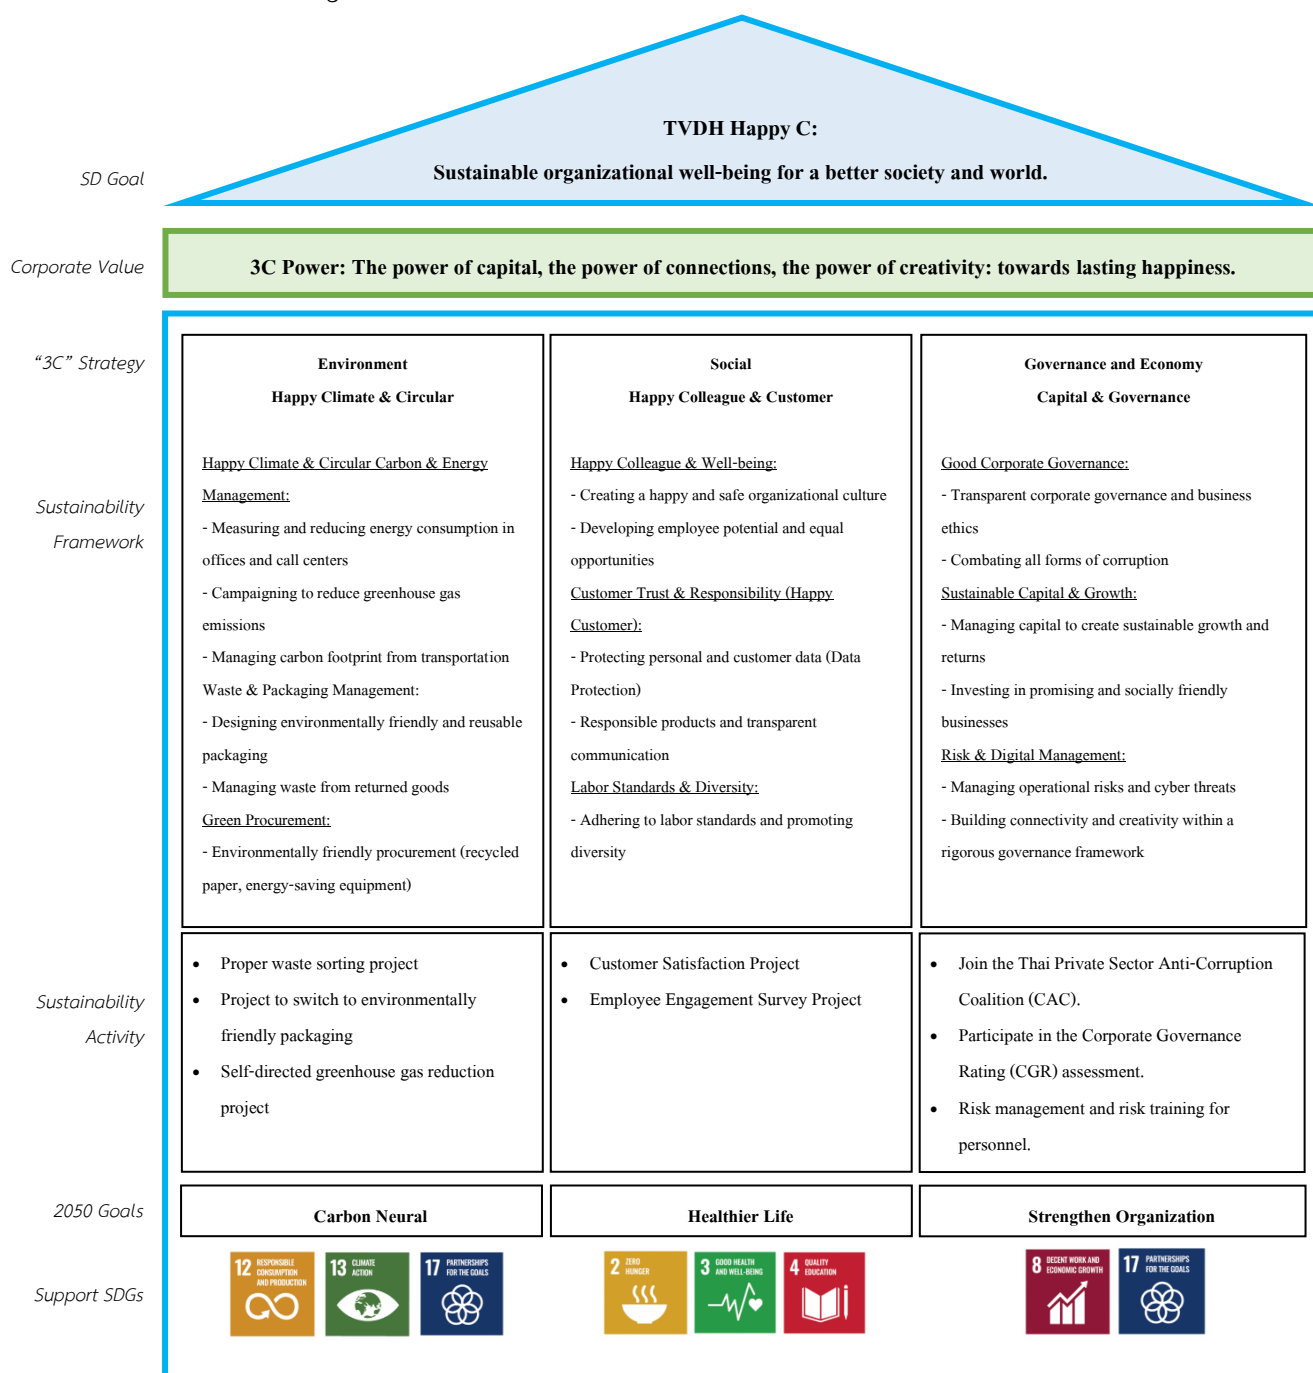 TVDH Happy C:
Sustainable organizational well-being for a better society and world.
SD Goal
Corporate Value
3C Power: The power of capital, the power of connections, the power of creativity: towards lasting happiness.
“3C” Strategy
Environment
Happy Climate & Circular
Social
Happy Colleague & Customer
Governance and Economy
Capital & Governance
Sustainability
Framework
Happy Climate & Circular Carbon & Energy
Management:
- Measuring and reducing energy consumption in
offices and call centers
- Campaigning to reduce greenhouse gas
emissions
- Managing carbon footprint from transportation
Waste & Packaging Management:
- Designing environmentally friendly and reusable
packaging
- Managing waste from returned goods
Green Procurement:
- Environmentally friendly procurement (recycled
paper, energy-saving equipment)
Happy Colleague & Well-being:
- Creating a happy and safe organizational culture
- Developing employee potential and equal
opportunities
Customer Trust & Responsibility (Happy
Customer):
- Protecting personal and customer data (Data
Protection)
- Responsible products and transparent
communication
Labor Standards & Diversity:
- Adhering to labor standards and promoting
diversity
Good Corporate Governance:
- Transparent corporate governance and business
ethics
- Combating all forms of corruption
Sustainable Capital & Growth:
- Managing capital to create sustainable growth and
returns
- Investing in promising and socially friendly
businesses
Risk & Digital Management:
- Managing operational risks and cyber threats
- Building connectivity and creativity within a
rigorous governance framework
Sustainability
Activity
• Proper waste sorting project
• Project to switch to environmentally
friendly packaging
• Self-directed greenhouse gas reduction
project
• Customer Satisfaction Project
• Employee Engagement Survey Project
• Join the Thai Private Sector Anti-Corruption
Coalition (CAC).
• Participate in the Corporate Governance
Rating (CGR) assessment.
• Risk management and risk training for
personnel.
2050 Goals
Carbon Neural
Healthier Life
Strengthen Organization
Support SDGs
12 RESPONSIBLE
CONSUMPTION
AND PRODUCTION
13 CLIMATE
ACTION
17 PARTNERSHIPS
FOR THE GOALS
2 ZERO
HUNGER
3 GOOD HEALTH
AND WELL-BEING
4 QUALITY
EDUCATION
8 DECENT WORK AND
ECONOMIC GROWTH
17 PARTNERSHIPS
FOR THE GOALS